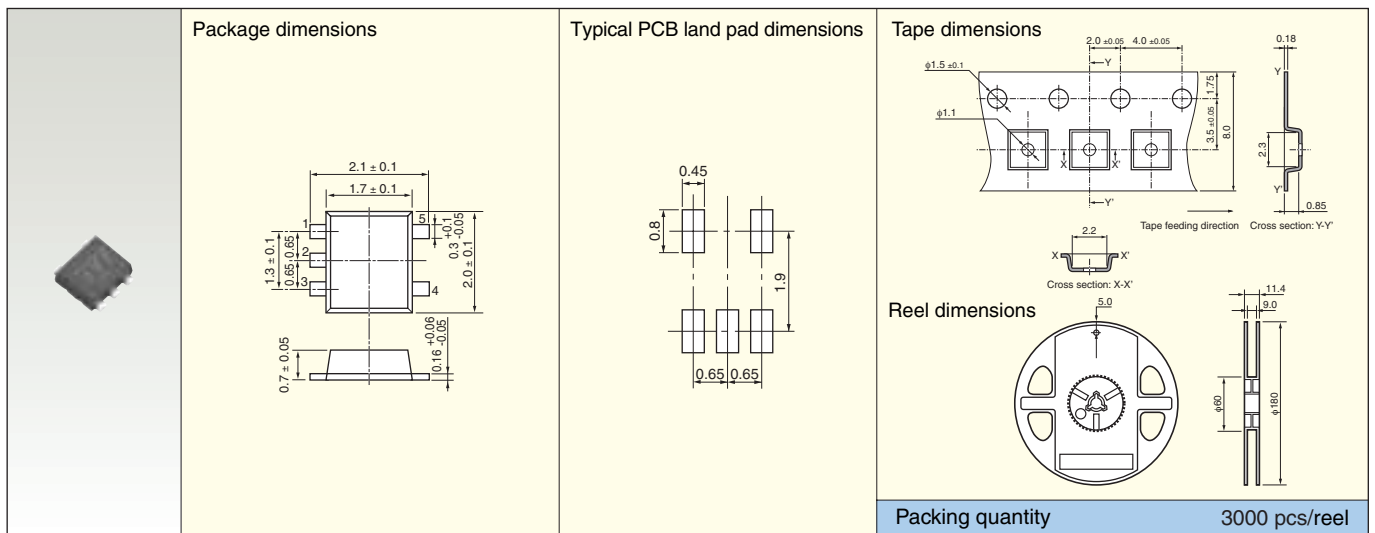 Package dimensions
2.1 ± 0.1
1.7 ± 0.1
1
5
2
3
4
1.3 ± 0.1
0.65
0.65
0.3 +0.1 -0.05
2.0 ± 0.1
0.7 ± 0.05
0.16 +0.06 -0.05
Typical PCB land pad dimensions
0.45
0.8
1.9
0.65
0.65
Tape dimensions
2.0 ±0.05
4.0 ±0.05
Y
φ1.5 ±0.1
φ1.1
X
X'
Y'
1.75
3.5 ±0.05
8.0
Tape feeding direction
0.18
Y
2.3
Y'
0.85
Cross section: Y-Y'
2.2
X
X'
Cross section: X-X'
Reel dimensions
5.0
11.4
9.0
φ60
φ180
Packing quantity
3000 pcs/reel